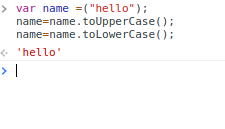 var name =("hello");
name=name.toUpperCase();
name=name.toLowerCase();
'hello'